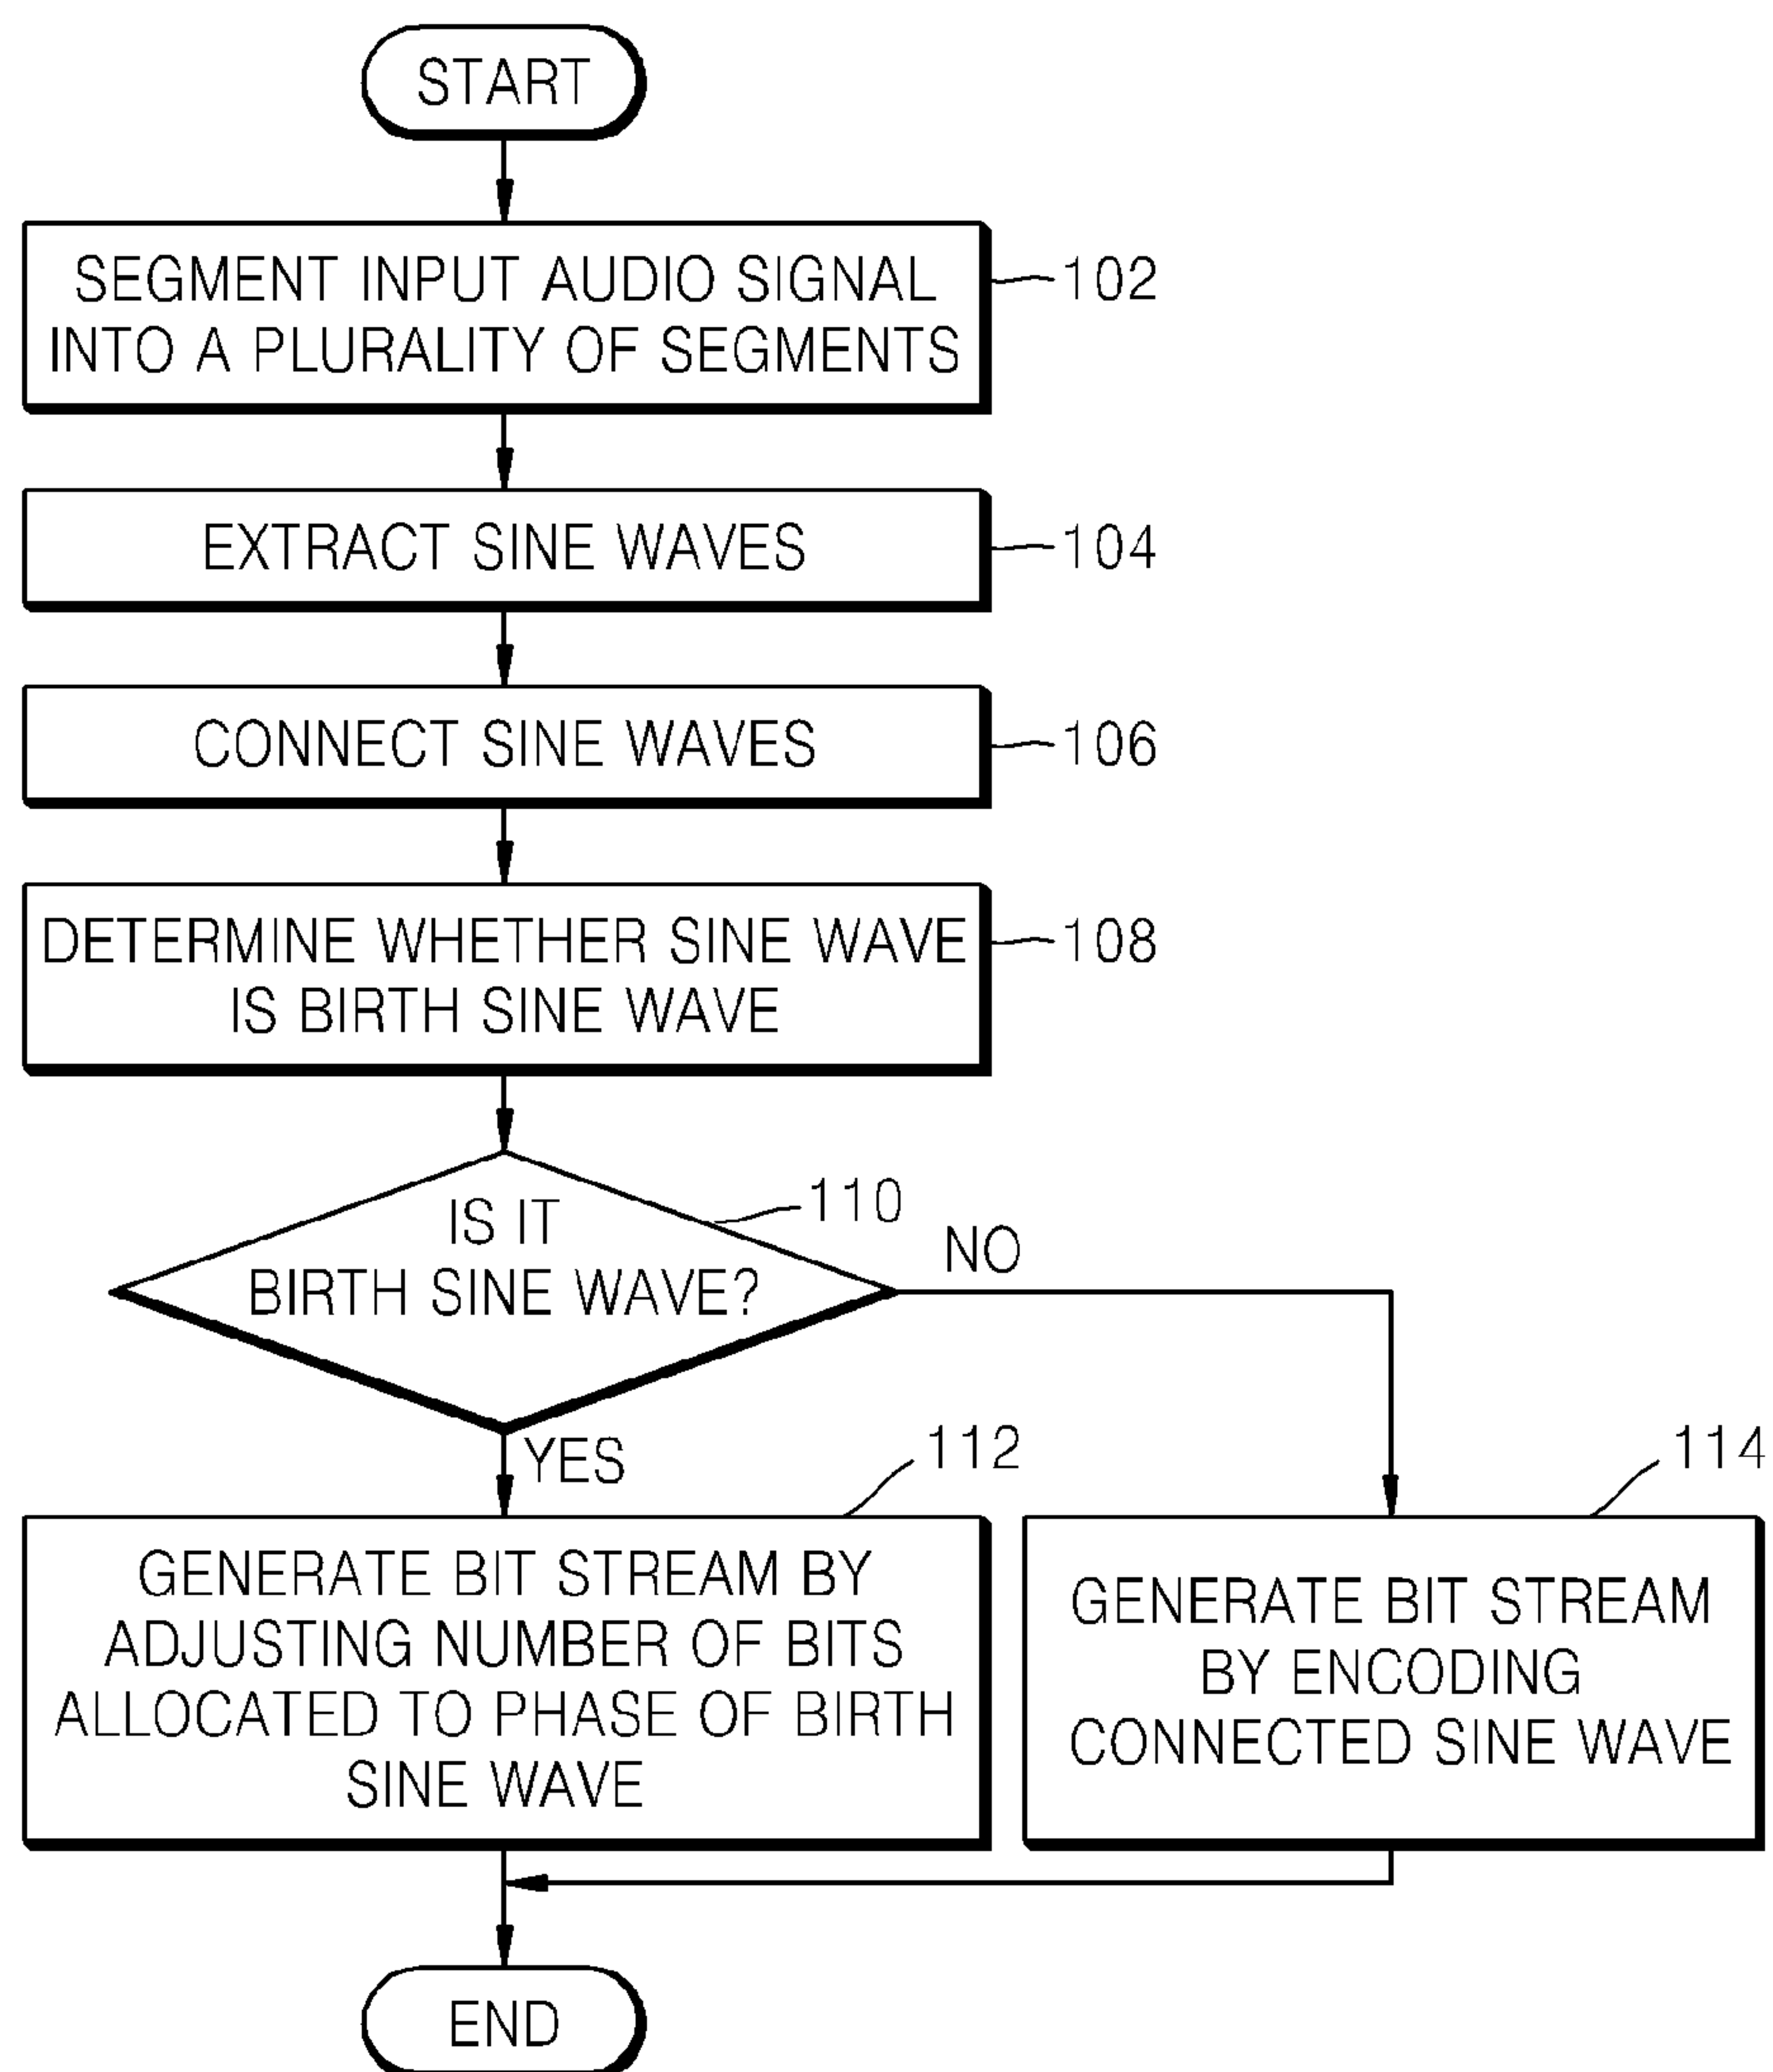 START
SEGMENT INPUT AUDIO SIGNAL
INTO A PLURALITY OF SEGMENTS
102
EXTRACT SINE WAVES
104
CONNECT SINE WAVES
106
DETERMINE WHETHER SINE WAVE
IS BIRTH SINE WAVE
108
IS IT
BIRTH SINE WAVE?
110
NO
YES
112
GENERATE BIT STREAM BY
ADJUSTING NUMBER OF BITS
ALLOCATED TO PHASE OF BIRTH
SINE WAVE
114
GENERATE BIT STREAM
BY ENCODING
CONNECTED SINE WAVE
END